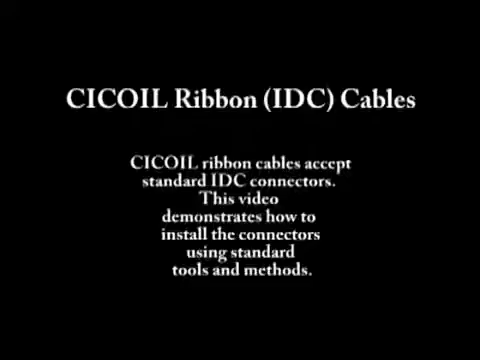 CICOIL Ribbon (IDC) Cables
CICOIL ribbon cables accept
standard IDC connectors.
This video
demonstrates how to
install the connectors
using standard
tools and methods.